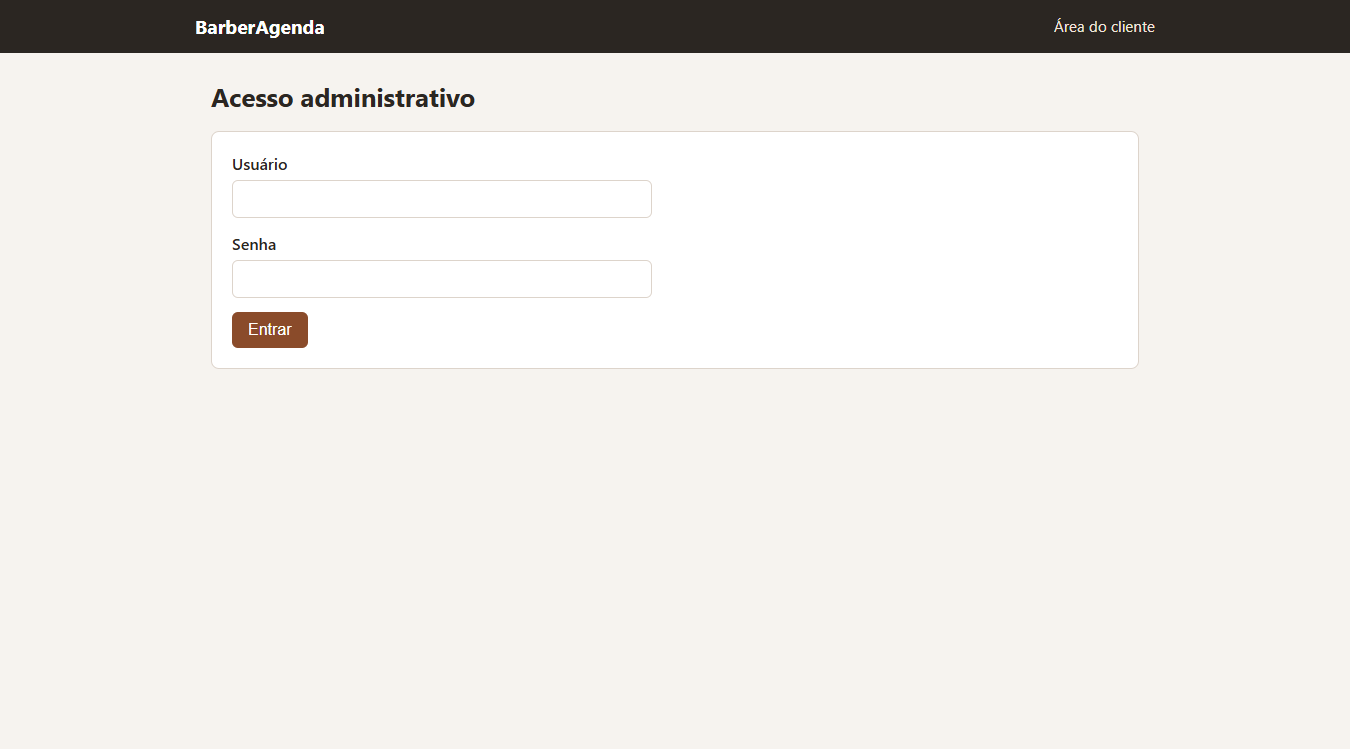 BarberAgenda
Área do cliente
Acesso administrativo
Usuário
Senha
Entrar